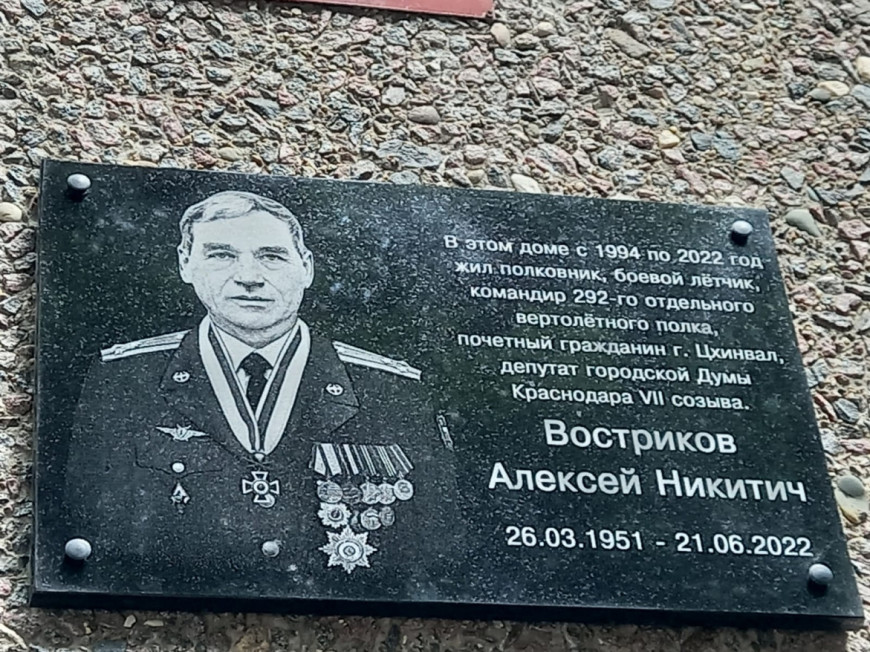 В этом доме с 1994 по 2022 год
жил полковник, боевой лётчик,
командир 292-го отдельного
вертолётного полка,
почетный гражданин г. Цхинвал,
депутат городской Думы
Краснодара VII созыва.
Востриков
Алексей Никитич
26.03.1951 - 21.06.2022